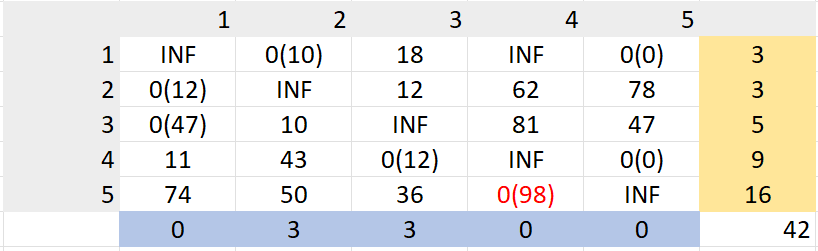 1 2 3 4 5
1 INF 0(10) 18 INF 0(0) 3
2 0(12) INF 12 62 78 3
3 0(47) 10 INF 81 47 5
4 11 43 0(12) INF 0(0) 9
5 74 50 36 0(98) INF 16
0 3 3 0 0 42